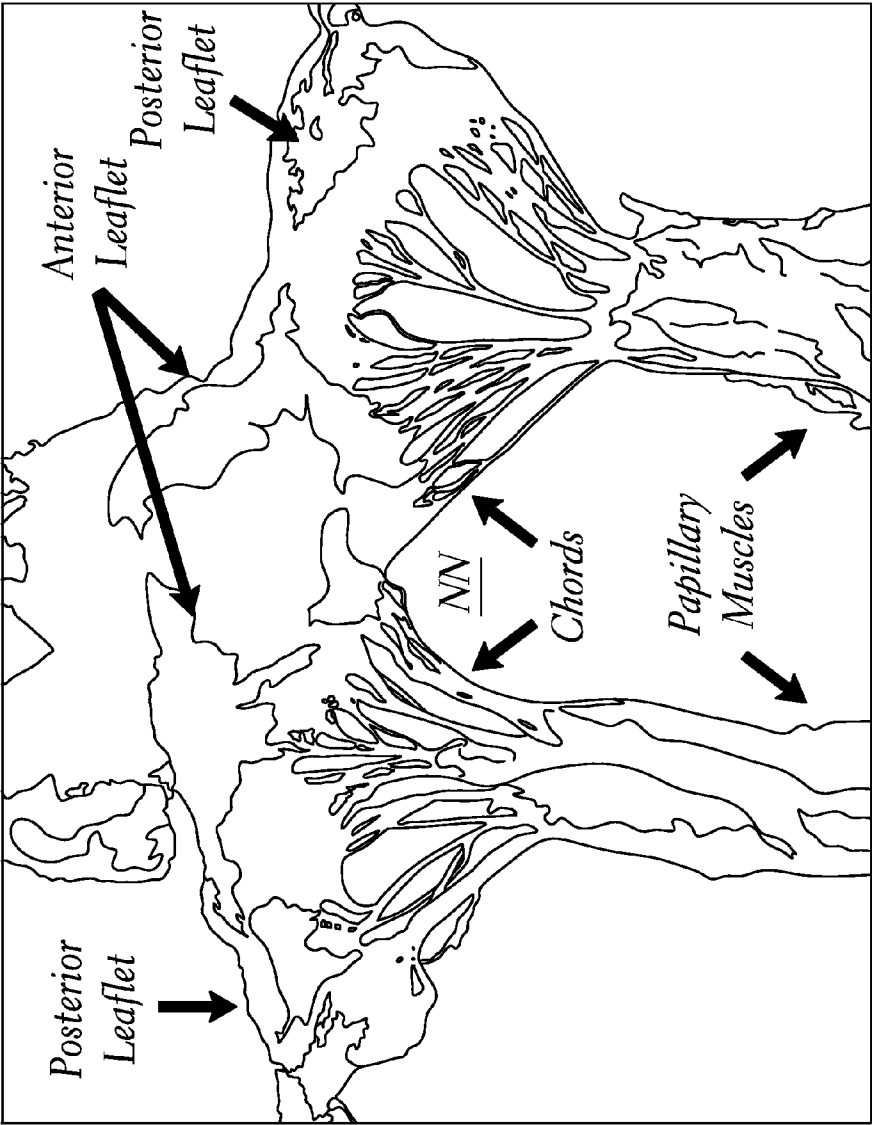 Posterior
Leaflet
Anterior
Leaflet
Posterior
Leaflet
NN
Chords
Papillary
Muscles